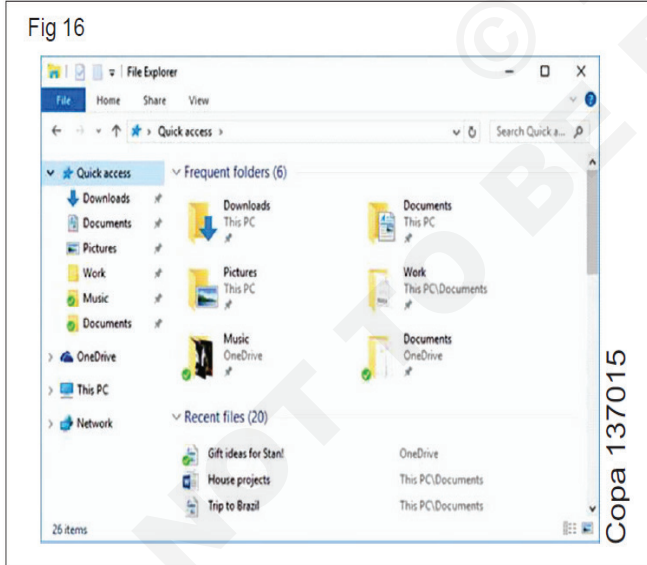 Fig 16
File Explorer
File Home Share View
Quick access
Search Quick a...
Quick access
Downloads
Documents
Pictures
Work
Music
Documents
OneDrive
This PC
Network
Frequent folders (6)
Downloads
This PC
Documents
This PC
Pictures
This PC
Work
This PC\Documents
Music
OneDrive
Documents
OneDrive
Recent files (20)
Gift ideas for Stan! OneDrive
House projects This PC\Documents
Trip to Brazil This PC\Documents
26 items
Copa 137015
© 
NOT TO BE